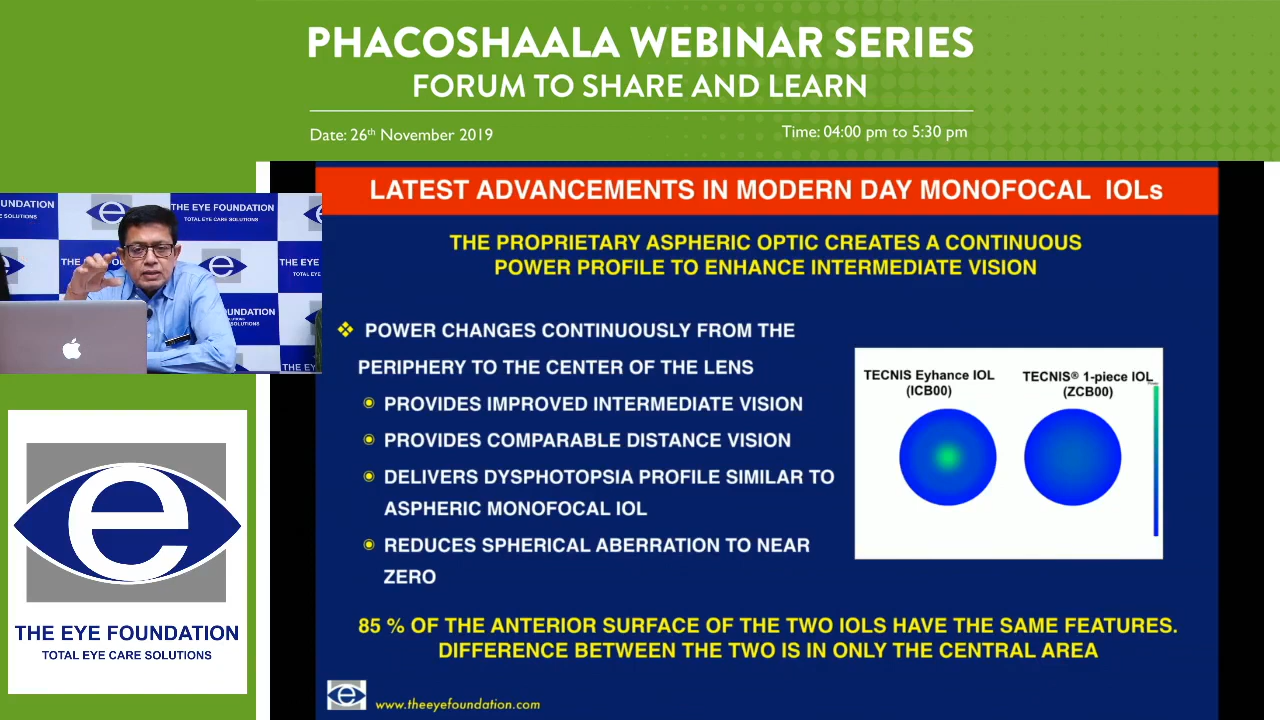 PHACOSHAALA WEBINAR SERIES
FORUM TO SHARE AND LEARN
Date: 26th November 2019
Time: 04:00 pm to 5:30 pm
LATEST ADVANCEMENTS IN MODERN DAY MONOFOCAL IOLs
THE PROPRIETARY ASPHERIC OPTIC CREATES A CONTINUOUS
POWER PROFILE TO ENHANCE INTERMEDIATE VISION
❖ POWER CHANGES CONTINUOUSLY FROM THE
PERIPHERY TO THE CENTER OF THE LENS
PROVIDES IMPROVED INTERMEDIATE VISION
PROVIDES COMPARABLE DISTANCE VISION
DELIVERS DYSPHOTOPSIA PROFILE SIMILAR TO
ASPHERIC MONOFOCAL IOL
REDUCES SPHERICAL ABERRATION TO NEAR
ZERO
TECNIS Eyhance IOL
(ICB00)
TECNIS® 1-piece IOL
(ZCB00)
85 % OF THE ANTERIOR SURFACE OF THE TWO IOLS HAVE THE SAME FEATURES.
DIFFERENCE BETWEEN THE TWO IS IN ONLY THE CENTRAL AREA
www.theeyefoundation.com
FOUNDATION
THE EYE FOUNDATION
TOTAL EYE CARE SOLUTIONS
e
THE EYE FOUNDATION
TOTAL EYE CARE SOLUTIONS